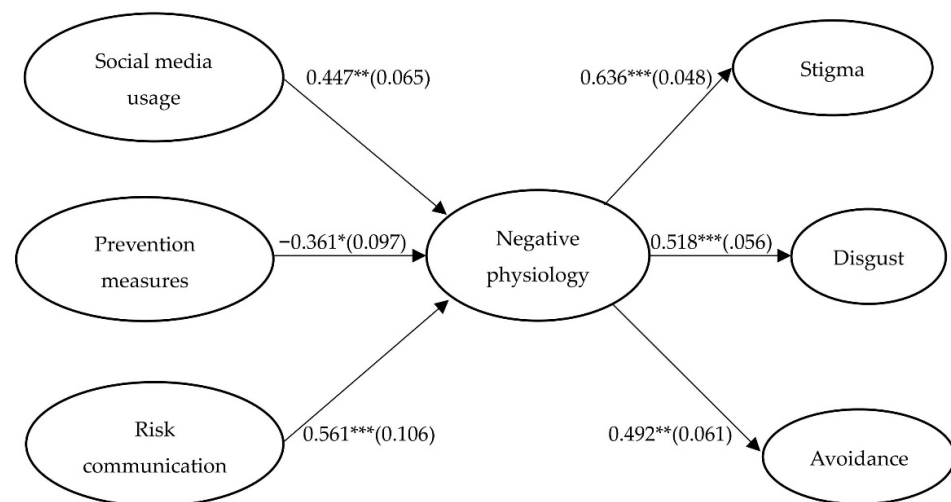 Social media
usage
0.447**(0.065)
0.636***(0.048)
Stigma
Prevention
measures
−0.361*(0.097)
Negative
physiology
0.518***(.056)
Disgust
Risk
communication
0.561***(0.106)
0.492**(0.061)
Avoidance